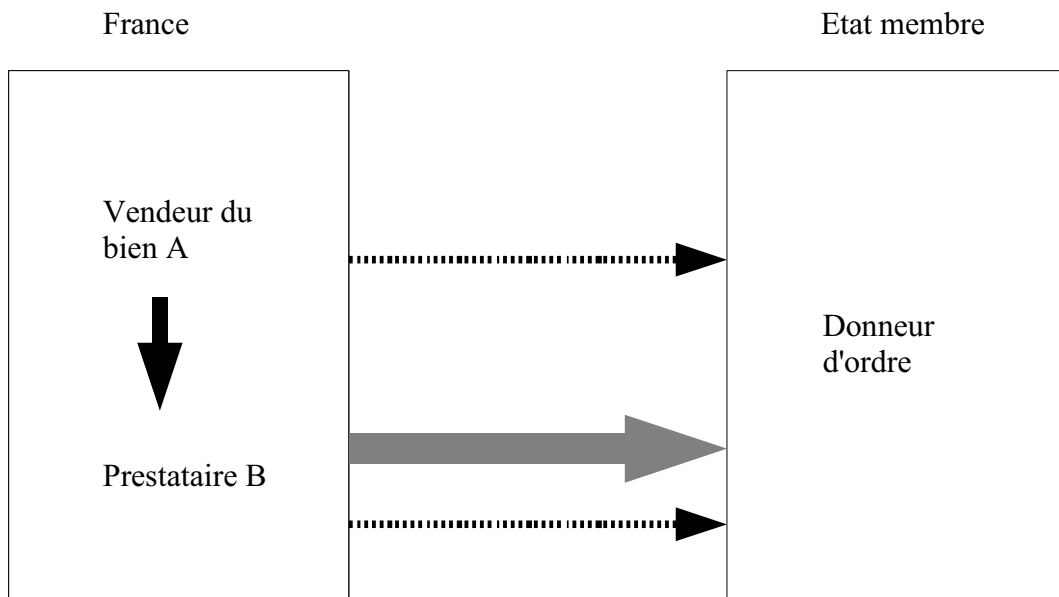 France
Etat membre
Vendeur du
bien A
Donneur
d'ordre
Prestataire B